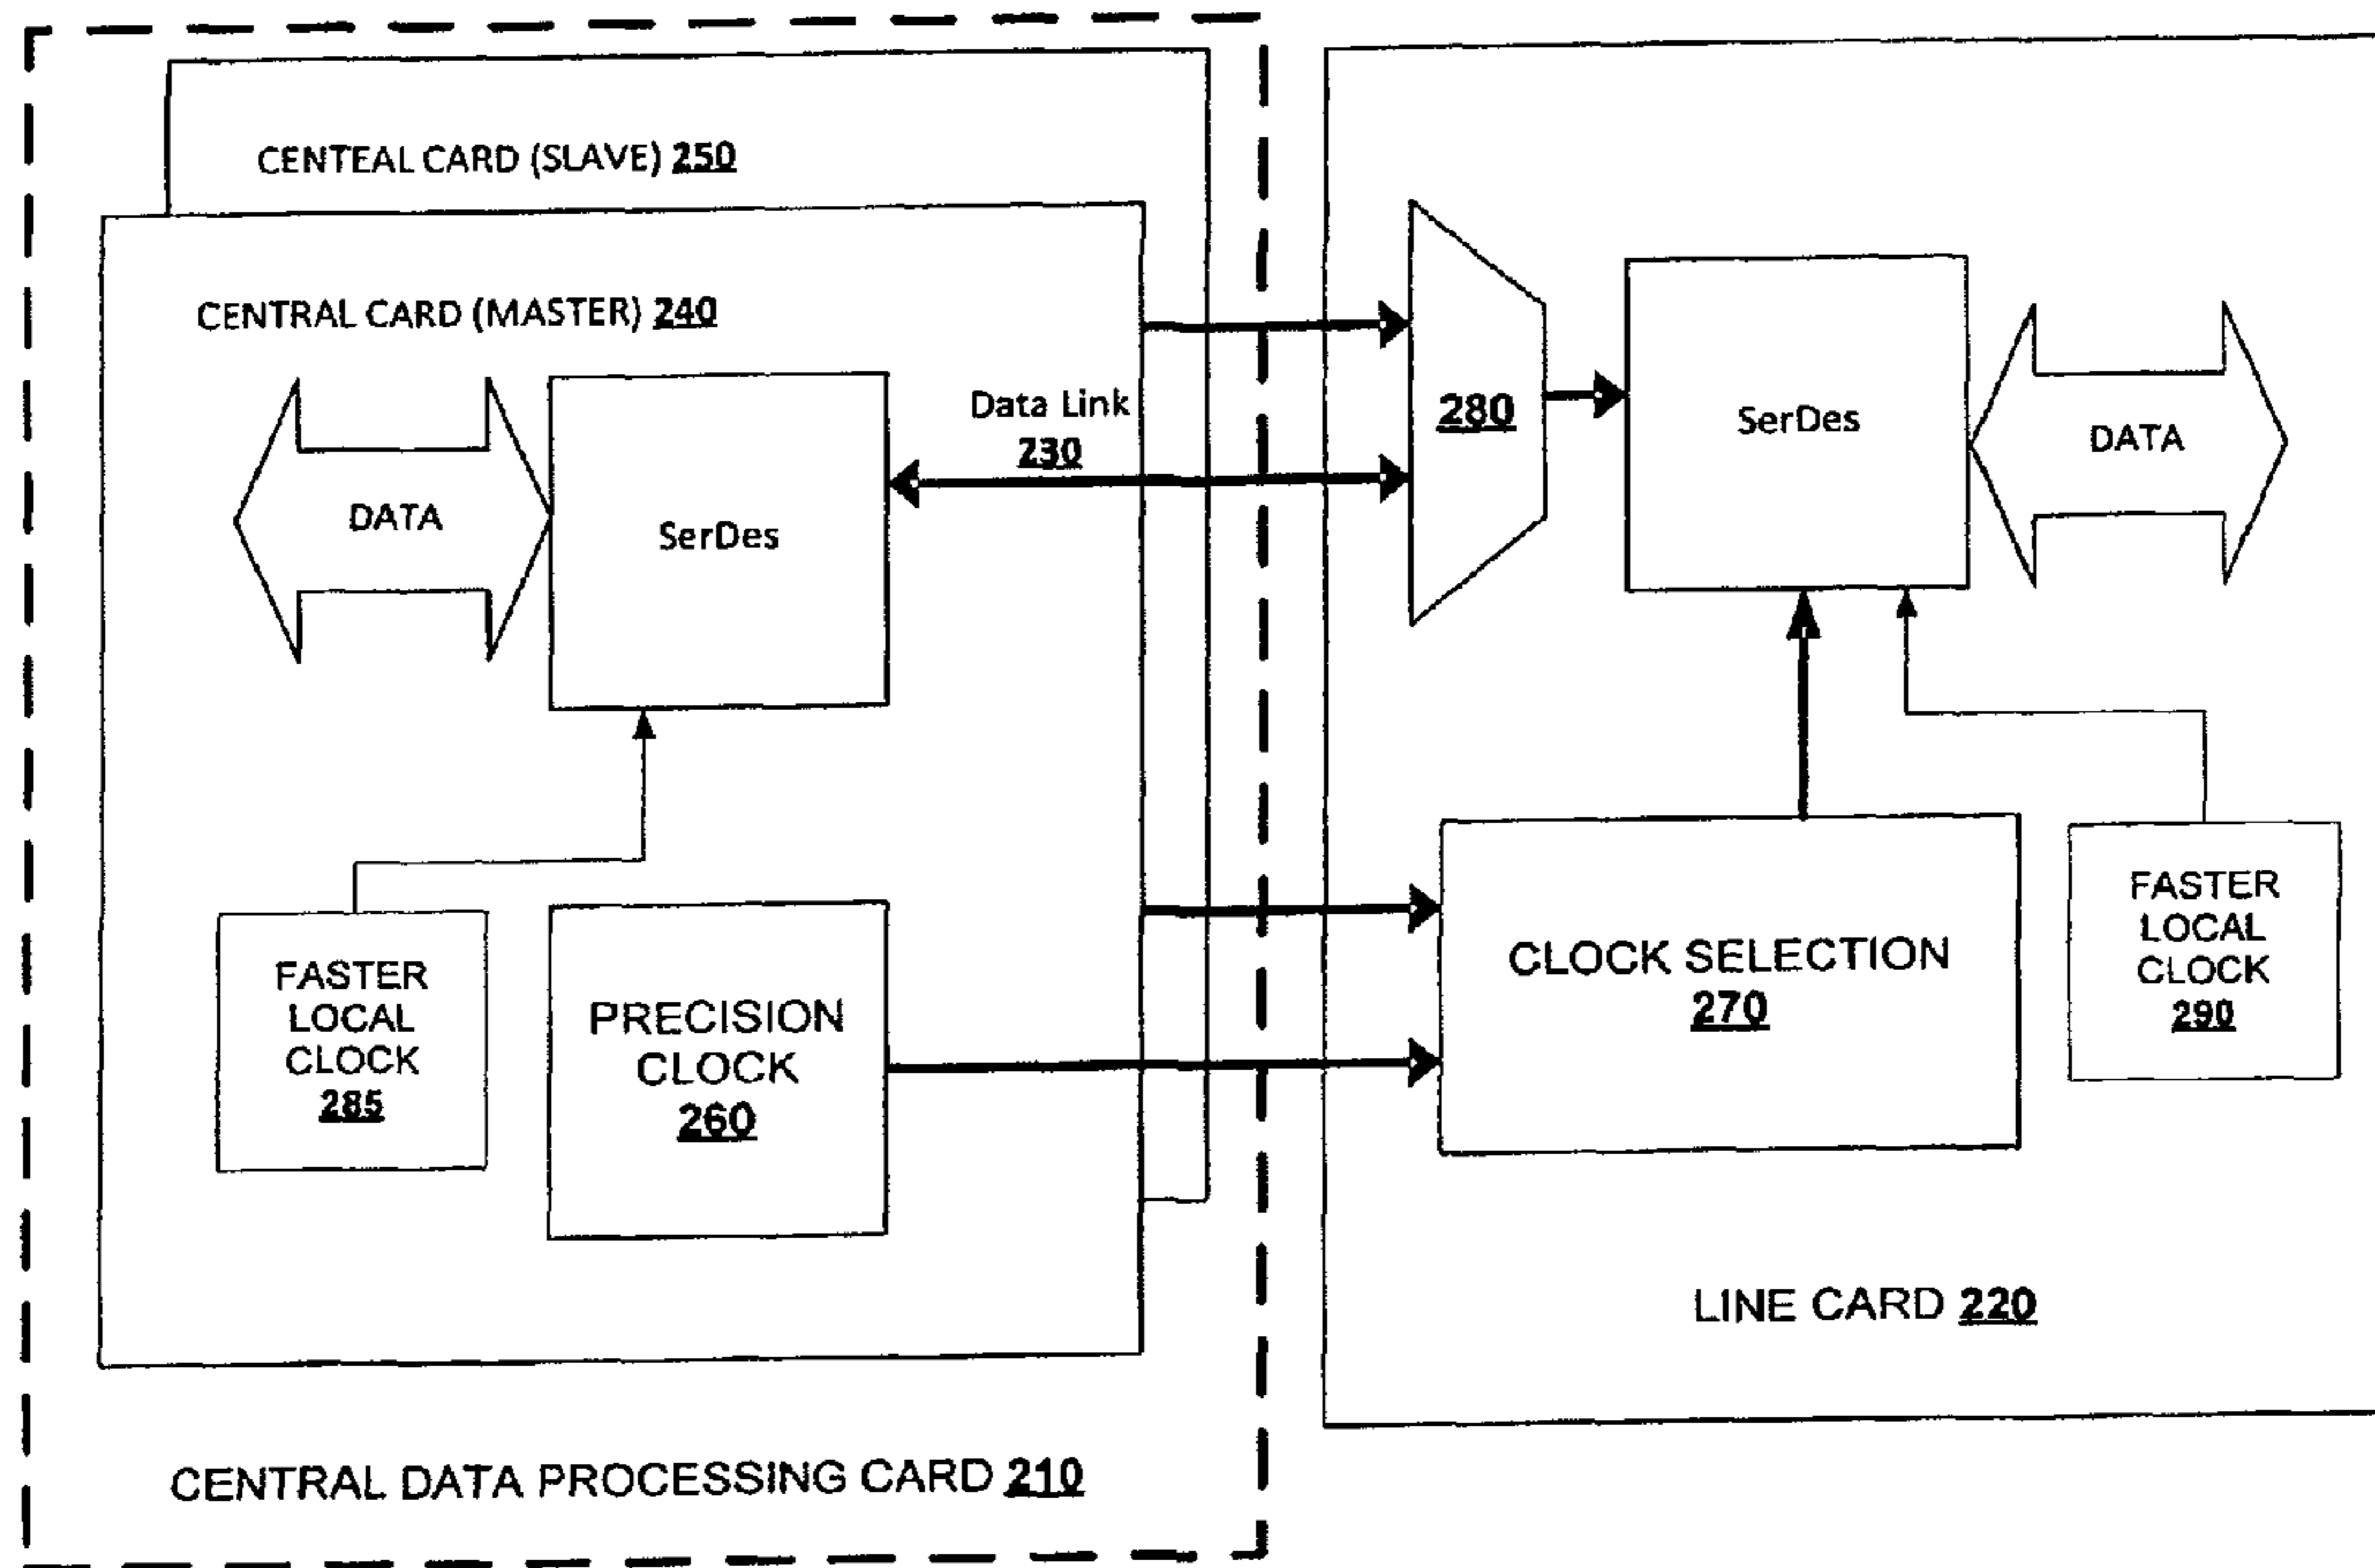 CENTEAL CARD (SLAVE) 250
CENTRAL CARD (MASTER) 240
DATA
SerDes
Data Link
230
280
SerDes
DATA
FASTER
LOCAL
CLOCK
285
PRECISION
CLOCK
260
CLOCK SELECTION
270
FASTER
LOCAL
CLOCK
290
LINE CARD 220
CENTRAL DATA PROCESSING CARD 210